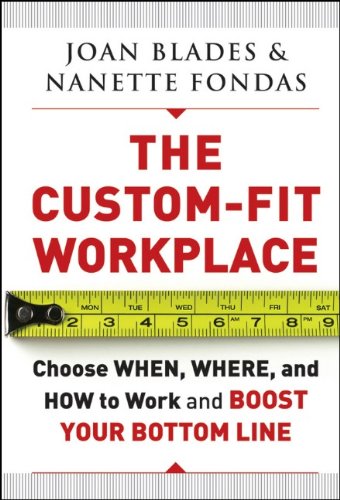 JOAN BLADES &
NANETTE FONDAS
THE
CUSTOM-FIT
WORKPLACE
MON TUE WED THU FRI SAT
2 3 4 5 6 AM 7 8 PM 9
Choose WHEN, WHERE, and
HOW to Work and BOOST
YOUR BOTTOM LINE